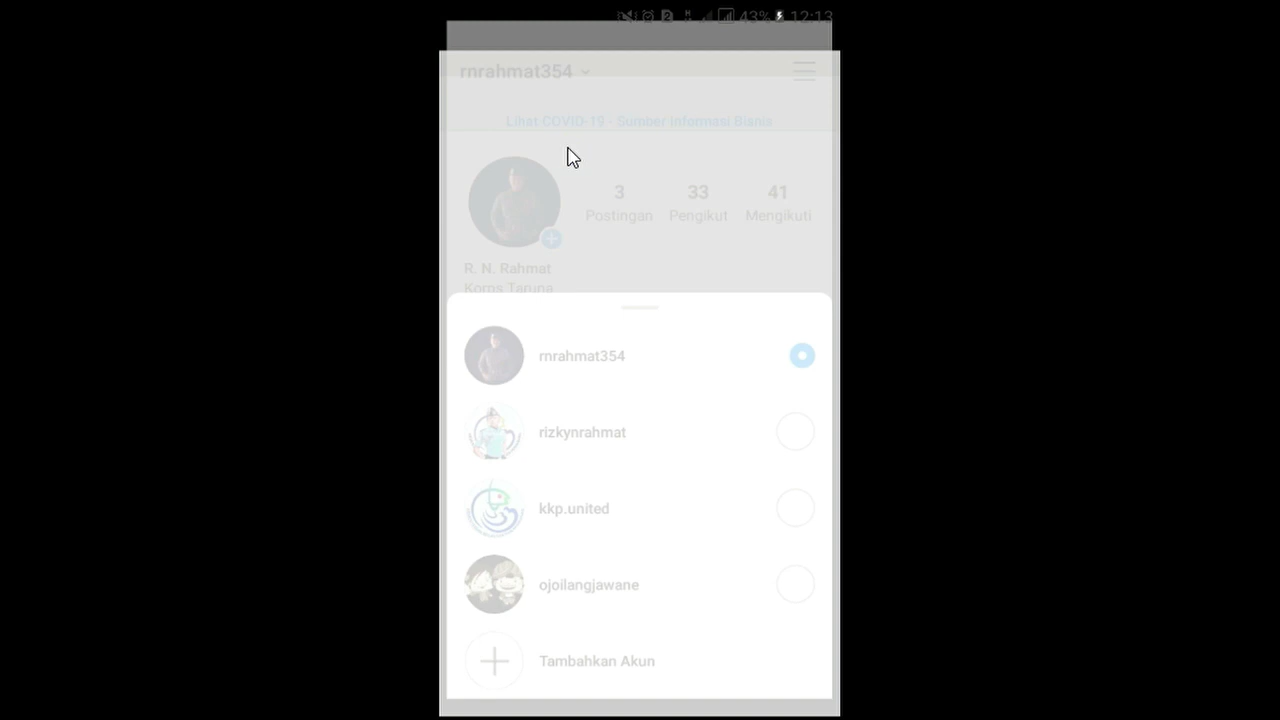 43% 12:13
rnrahmat354
Lihat COVID-19 - Sumber Informasi Bisnis
3 33 41
Postingan Pengikut Mengikuti
R. N. Rahmat
Korps Taruna
rnrahmat354
rizkynrahmat
kkp.united
ojoilangjawane
Tambahkan Akun